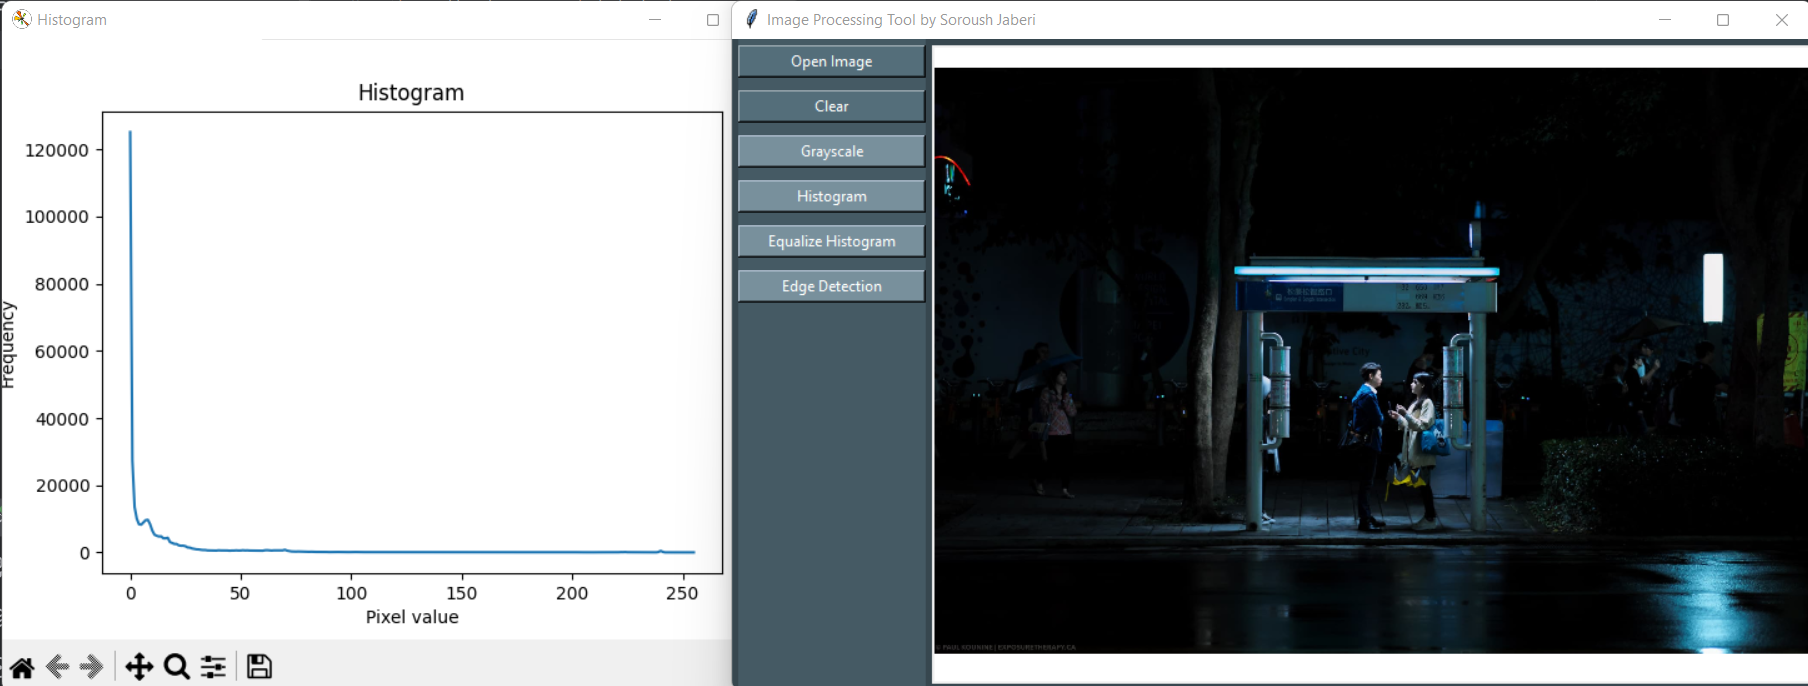 Histogram
Image Processing Tool by Soroush Jaberi
Histogram
120000
100000
80000
60000
40000
20000
0
Frequency
0 50 100 150 200 250
Pixel value
Open Image
Clear
Grayscale
Histogram
Equalize Histogram
Edge Detection
© PAUL KOUNINE | EXPOSURETHERAPY.CA